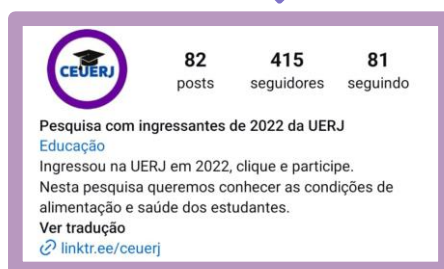 CEUERJ
82 415 81
posts seguidores seguindo
Pesquisa com ingressantes de 2022 da UERJ
Educação
Ingressou na UERJ em 2022, clique e participe.
Nesta pesquisa queremos conhecer as condições de
alimentação e saúde dos estudantes.
Ver tradução
linktr.ee/ceuerj